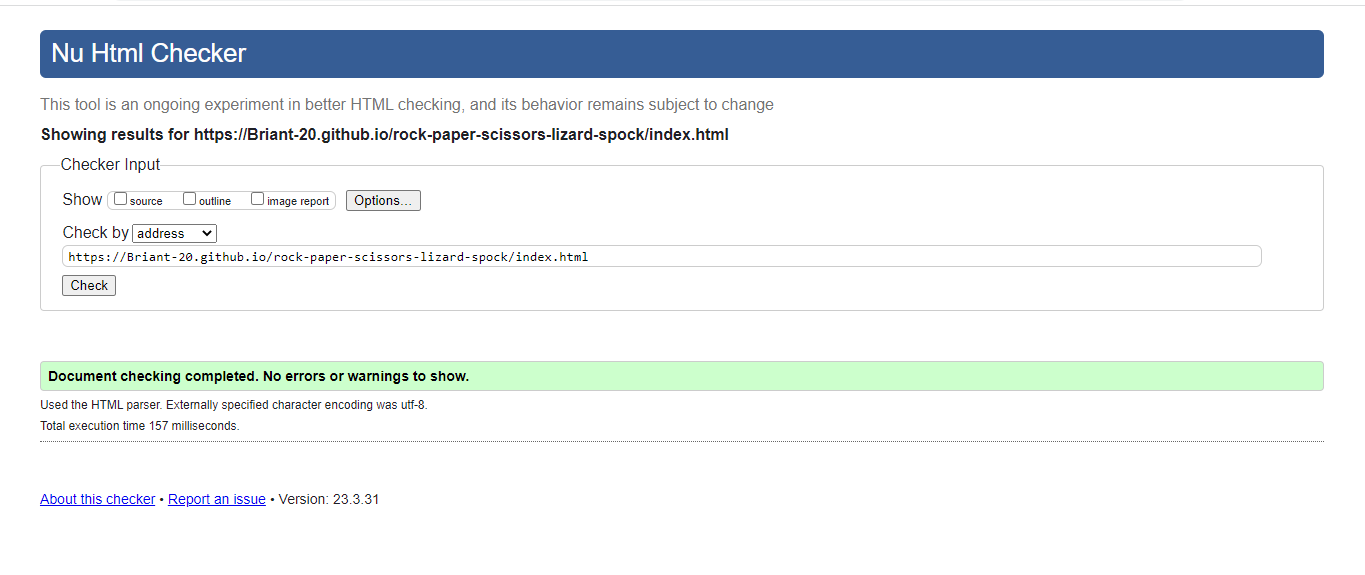 Nu Html Checker
This tool is an ongoing experiment in better HTML checking, and its behavior remains subject to change
Showing results for https://Briant-20.github.io/rock-paper-scissors-lizard-spock/index.html
Checker Input
Show source outline image report Options...
Check by address
https://Briant-20.github.io/rock-paper-scissors-lizard-spock/index.html
Check
Document checking completed. No errors or warnings to show.
Used the HTML parser. Externally specified character encoding was utf-8.
Total execution time 157 milliseconds.
About this checker • Report an issue • Version: 23.3.31